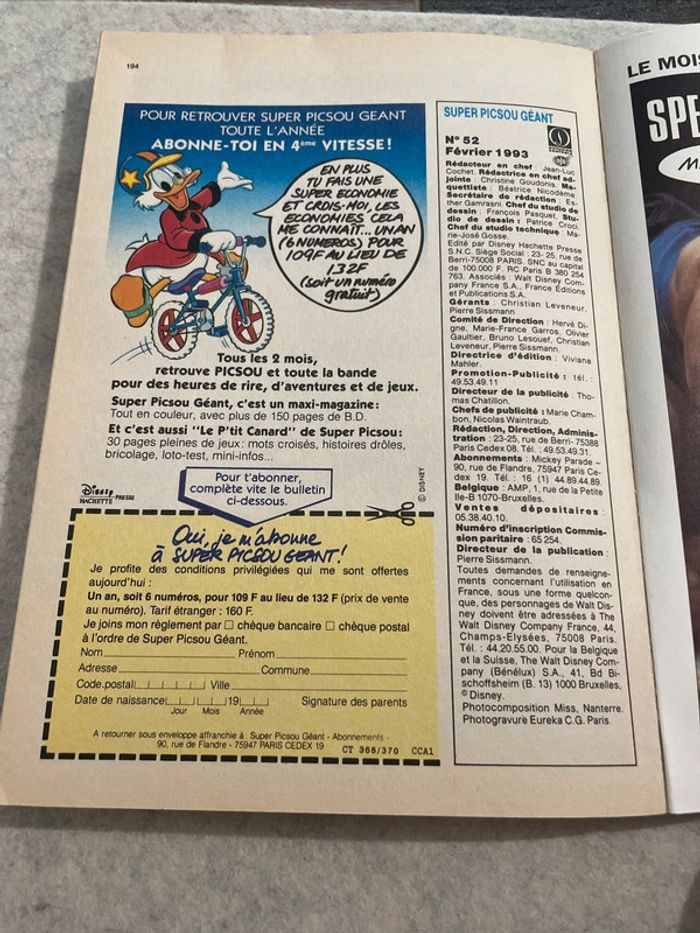 194
POUR RETROUVER SUPER PICSOU GÉANT
TOUTE L'ANNÉE
ABONNE-TOI EN 4ème VITESSE!
EN PLUS
TU FAIS UNE
SUPER ECONOMIE
ET CROIS-MOI, LES
ECONOMIES CELA
ME CONNAIT... UN AN
(6 NUMEROS) POUR
109F AU LIEU DE
132F
(soit un numéro
gratuit)
Tous les 2 mois,
retrouve PICSOU et toute la bande
pour des heures de rire, d'aventures et de jeux.
Super Picsou Géant, c'est un maxi-magazine:
Tout en couleur, avec plus de 150 pages de B.D.
Et c'est aussi "Le P'tit Canard" de Super Picsou:
30 pages pleines de jeux: mots croisés, histoires drôles,
bricolage, loto-test, mini-infos...
Disney
HACHETTE PRESSE
© DISNEY
Pour t'abonner,
complète vite le bulletin
ci-dessous.
Oui, je m'abonne
à SUPER PICSOU GEANT!
Je profite des conditions privilégiées qui me sont offertes
aujourd'hui :
Un an, soit 6 numéros, pour 109 F au lieu de 132 F (prix de vente
au numéro). Tarif étranger : 160 F.
Je joins mon règlement par □ chèque bancaire □ chèque postal
à l'ordre de Super Picsou Géant.
Nom Prénom
Adresse Commune
Code postal Ville
Date de naissance 19 Signature des parents
Jour Mois Année
A retourner sous enveloppe affranchie à : Super Picsou Géant - Abonnements -
90, rue de Flandre - 75947 PARIS CEDEX 19
CT 368/370 CCA1
SUPER PICSOU GÉANT
N° 52
Février 1993
Rédacteur en chef : Jean-Luc
Cochet. Rédactrice en chef ad-
jointe : Christine Goudonis. Ma-
quettiste : Béatrice Nicodème.
Secrétaire de rédaction : Es-
ther Gamrasni. Chef du studio de
dessin : François Pasquet. Stu-
dio de dessin : Patrice Croci.
Chef du studio technique : Ma-
rie-José Gosse.
Edité par Disney Hachette Presse
S.N.C. Siège Social : 23-25, rue de
Berri-75008 PARIS. SNC au capital
de 100.000 F. RC Paris B 380 254
763. Associés : Walt Disney Com-
pany France S.A., France Éditions
et Publications S.A.
Gérants : Christian Leveneur,
Pierre Sissmann.
Comité de Direction : Hervé Di-
gne, Marie-France Garros, Olivier
Gaultier, Bruno Lesouef, Christian
Leveneur, Pierre Sissmann.
Directrice d'édition : Viviane
Mahler.
Promotion-Publicité : tél. :
49.53.49.11
Directeur de la publicité : Tho-
mas Chatillon.
Chefs de publicité : Marie Cham-
bon, Nicolas Waintraub.
Rédaction, Direction, Adminis-
tration : 23-25, rue de Berri-75388
Paris Cedex 08. Tél. : 49.53.49.31.
Abonnements : Mickey Parade –
90, rue de Flandre, 75947 Paris Ce-
dex 19. Tél. : 16 (1) 44.89.44.89.
Belgique : AMP, 1, rue de la Petite
Ile-B 1070-Bruxelles.
Ventes dépositaires :
05.38.40.10.
Numéro d'inscription Commis-
sion paritaire : 65 254.
Directeur de la publication :
Pierre Sissmann.
Toutes demandes de renseigne-
ments concernant l'utilisation en
France, sous une forme quelcon-
que, des personnages de Walt Dis-
ney doivent être adressées à The
Walt Disney Company France, 44,
Champs-Elysées, 75008 Paris.
Tél. : 44.20.55.00. Pour la Belgique
et la Suisse, The Walt Disney Com-
pany (Bénélux) S.A., 41, Bd Bi-
schoffsheim (B. 13) 1000 Bruxelles.
© Disney.
Photocomposition Miss, Nanterre.
Photogravure Eureka C.G. Paris.
LE MOIS
SPE